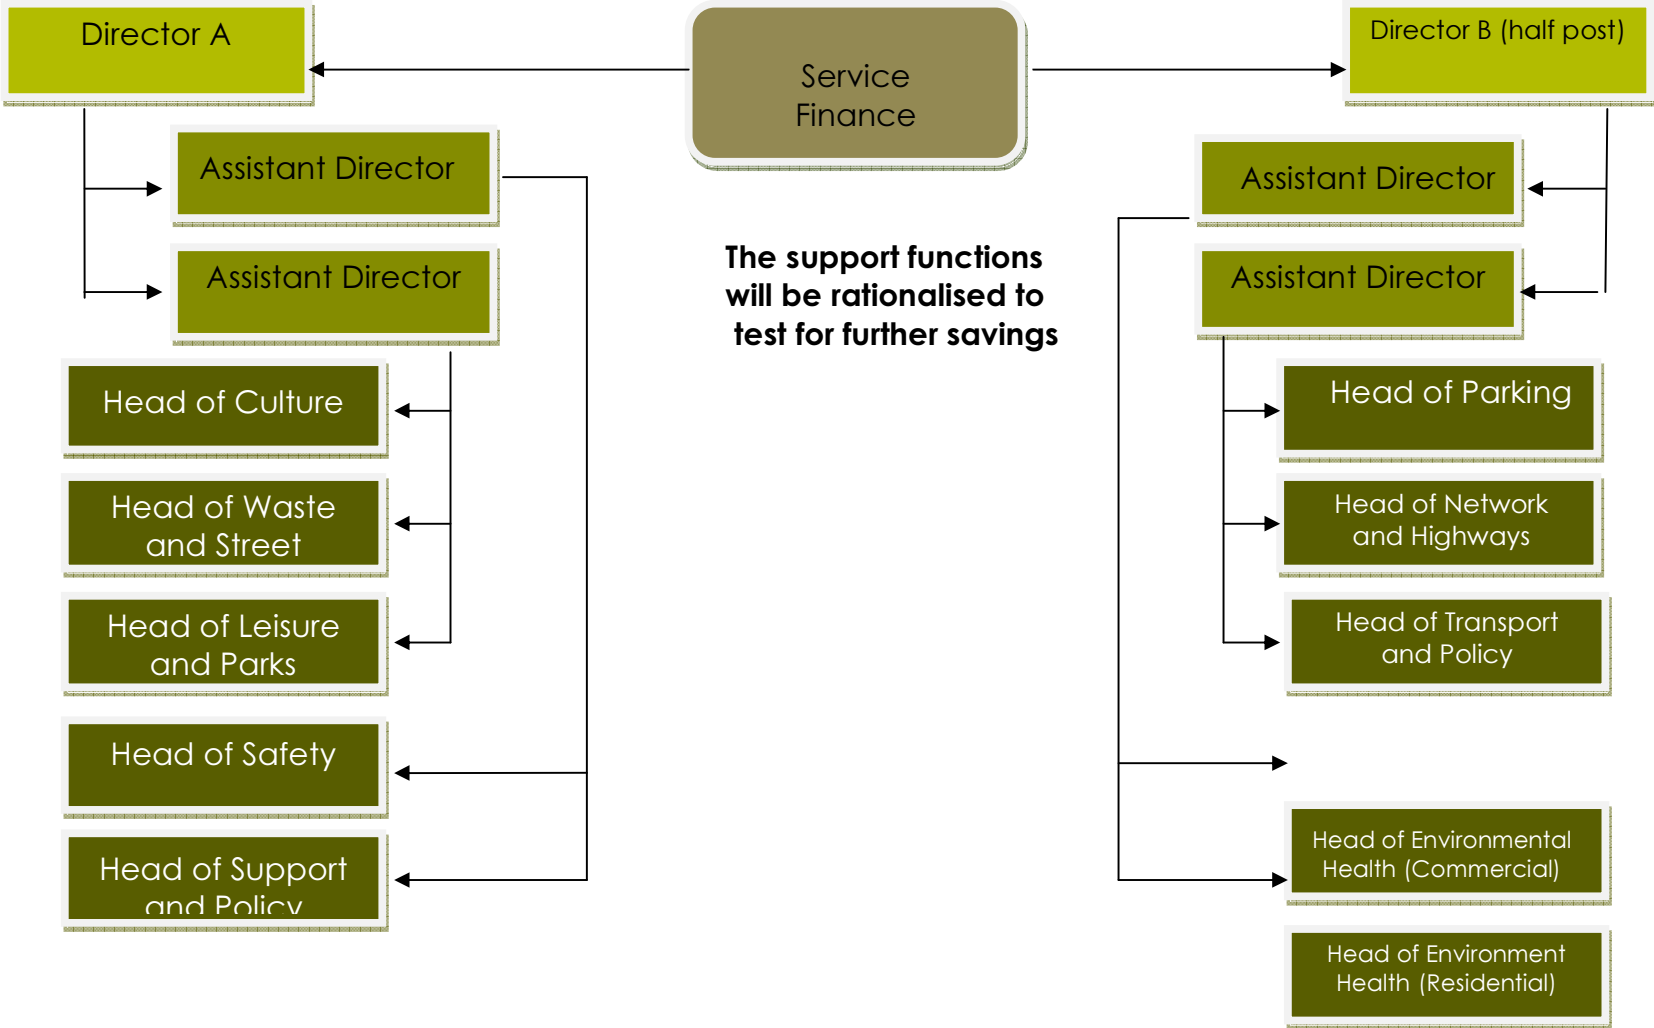 Director A
Service
Finance
Director B (half post)
Assistant Director
Assistant Director
Head of Culture
Head of Waste
and Street
Head of Leisure
and Parks
Head of Safety
Head of Support
and Policy
The support functions
will be rationalised to
test for further savings
Assistant Director
Assistant Director
Head of Parking
Head of Network
and Highways
Head of Transport
and Policy
Head of Environmental
Health (Commercial)
Head of Environment
Health (Residential)